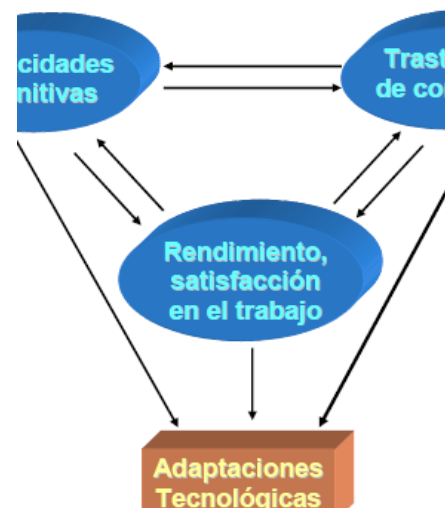 cidades
nitivas
Trast
de co
Rendimiento,
satisfacción
en el trabajo
Adaptaciones
Tecnológicas